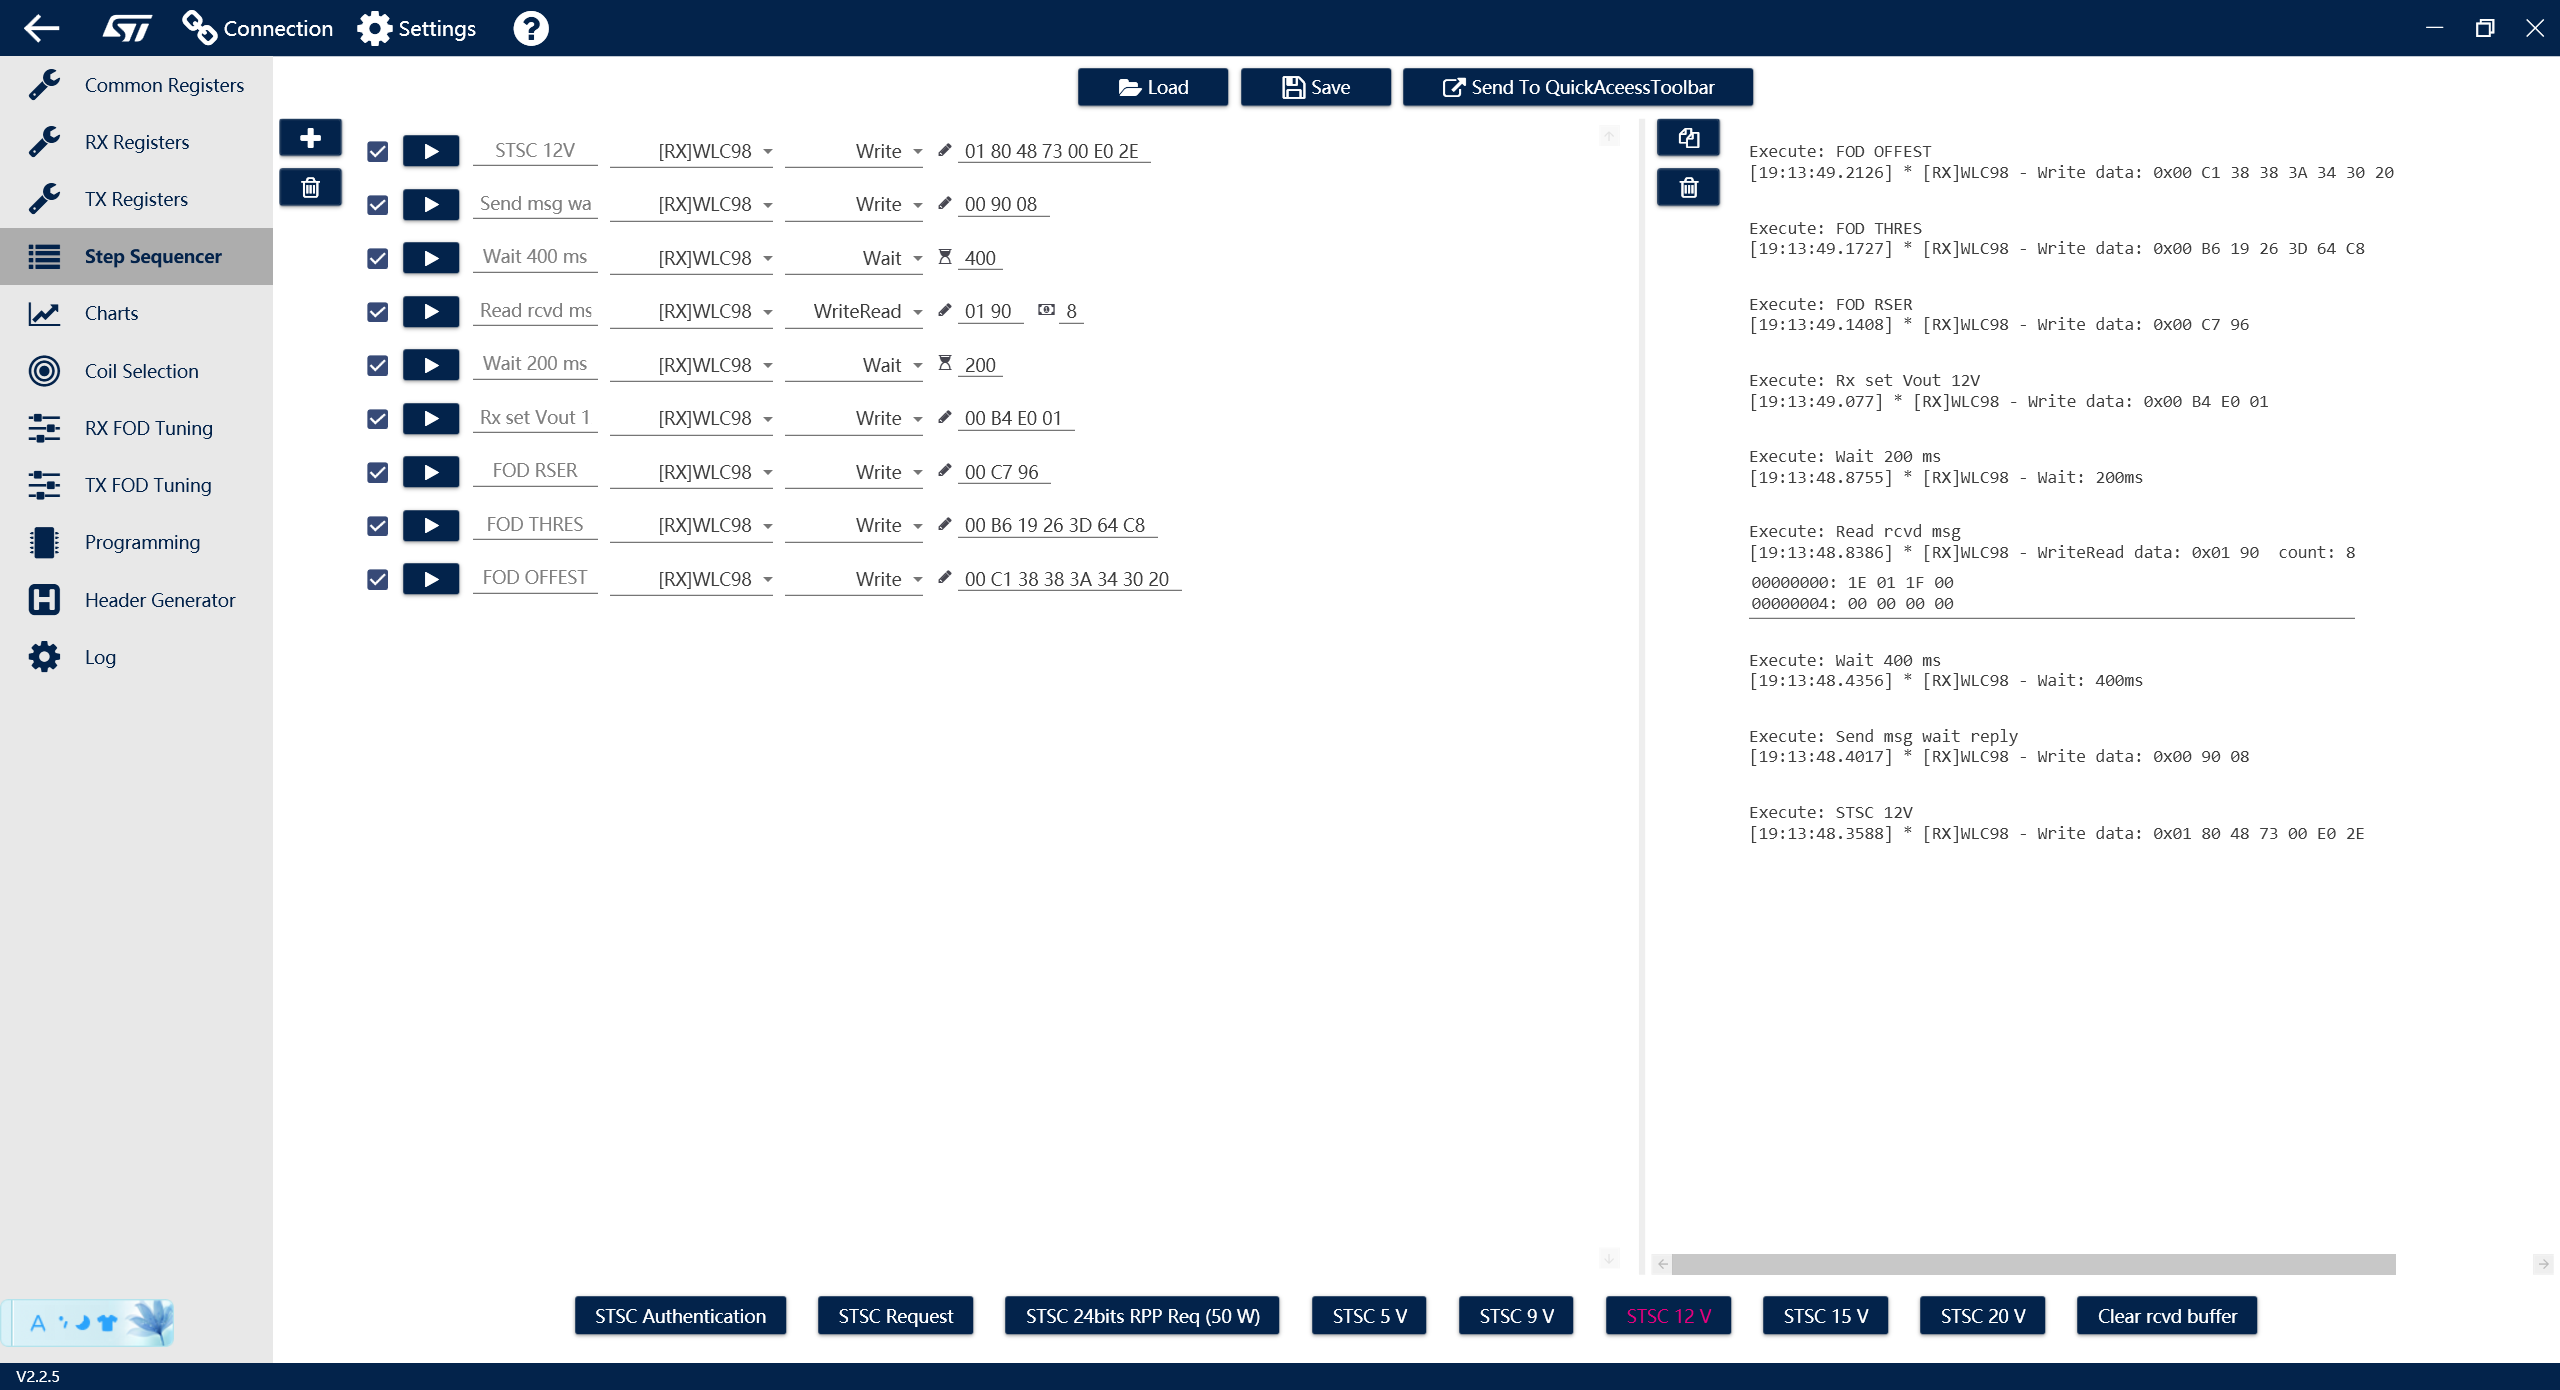 ST Connection Settings ?
Common Registers
RX Registers
TX Registers
Step Sequencer
Charts
Coil Selection
RX FOD Tuning
TX FOD Tuning
Programming
H Header Generator
Log
Load Save Send To QuickAceessToolbar
STSC 12V [RX]WLC98 Write 01 80 48 73 00 E0 2E
Send msg wa [RX]WLC98 Write 00 90 08
Wait 400 ms [RX]WLC98 Wait 400
Read rcvd ms [RX]WLC98 WriteRead 01 90 8
Wait 200 ms [RX]WLC98 Wait 200
Rx set Vout 1 [RX]WLC98 Write 00 B4 E0 01
FOD RSER [RX]WLC98 Write 00 C7 96
FOD THRES [RX]WLC98 Write 00 B6 19 26 3D 64 C8
FOD OFFEST [RX]WLC98 Write 00 C1 38 38 3A 34 30 20
Execute: FOD OFFEST
[19:13:49.2126] * [RX]WLC98 - Write data: 0x00 C1 38 38 3A 34 30 20
Execute: FOD THRES
[19:13:49.1727] * [RX]WLC98 - Write data: 0x00 B6 19 26 3D 64 C8
Execute: FOD RSER
[19:13:49.1408] * [RX]WLC98 - Write data: 0x00 C7 96
Execute: Rx set Vout 12V
[19:13:49.077] * [RX]WLC98 - Write data: 0x00 B4 E0 01
Execute: Wait 200 ms
[19:13:48.8755] * [RX]WLC98 - Wait: 200ms
Execute: Read rcvd msg
[19:13:48.8386] * [RX]WLC98 - WriteRead data: 0x01 90  count: 8
00000000: 1E 01 1F 00
00000004: 00 00 00 00
Execute: Wait 400 ms
[19:13:48.4356] * [RX]WLC98 - Wait: 400ms
Execute: Send msg wait reply
[19:13:48.4017] * [RX]WLC98 - Write data: 0x00 90 08
Execute: STSC 12V
[19:13:48.3588] * [RX]WLC98 - Write data: 0x01 80 48 73 00 E0 2E
A
STSC Authentication STSC Request STSC 24bits RPP Req (50 W) STSC 5 V STSC 9 V STSC 12 V STSC 15 V STSC 20 V Clear rcvd buffer
V2.2.5